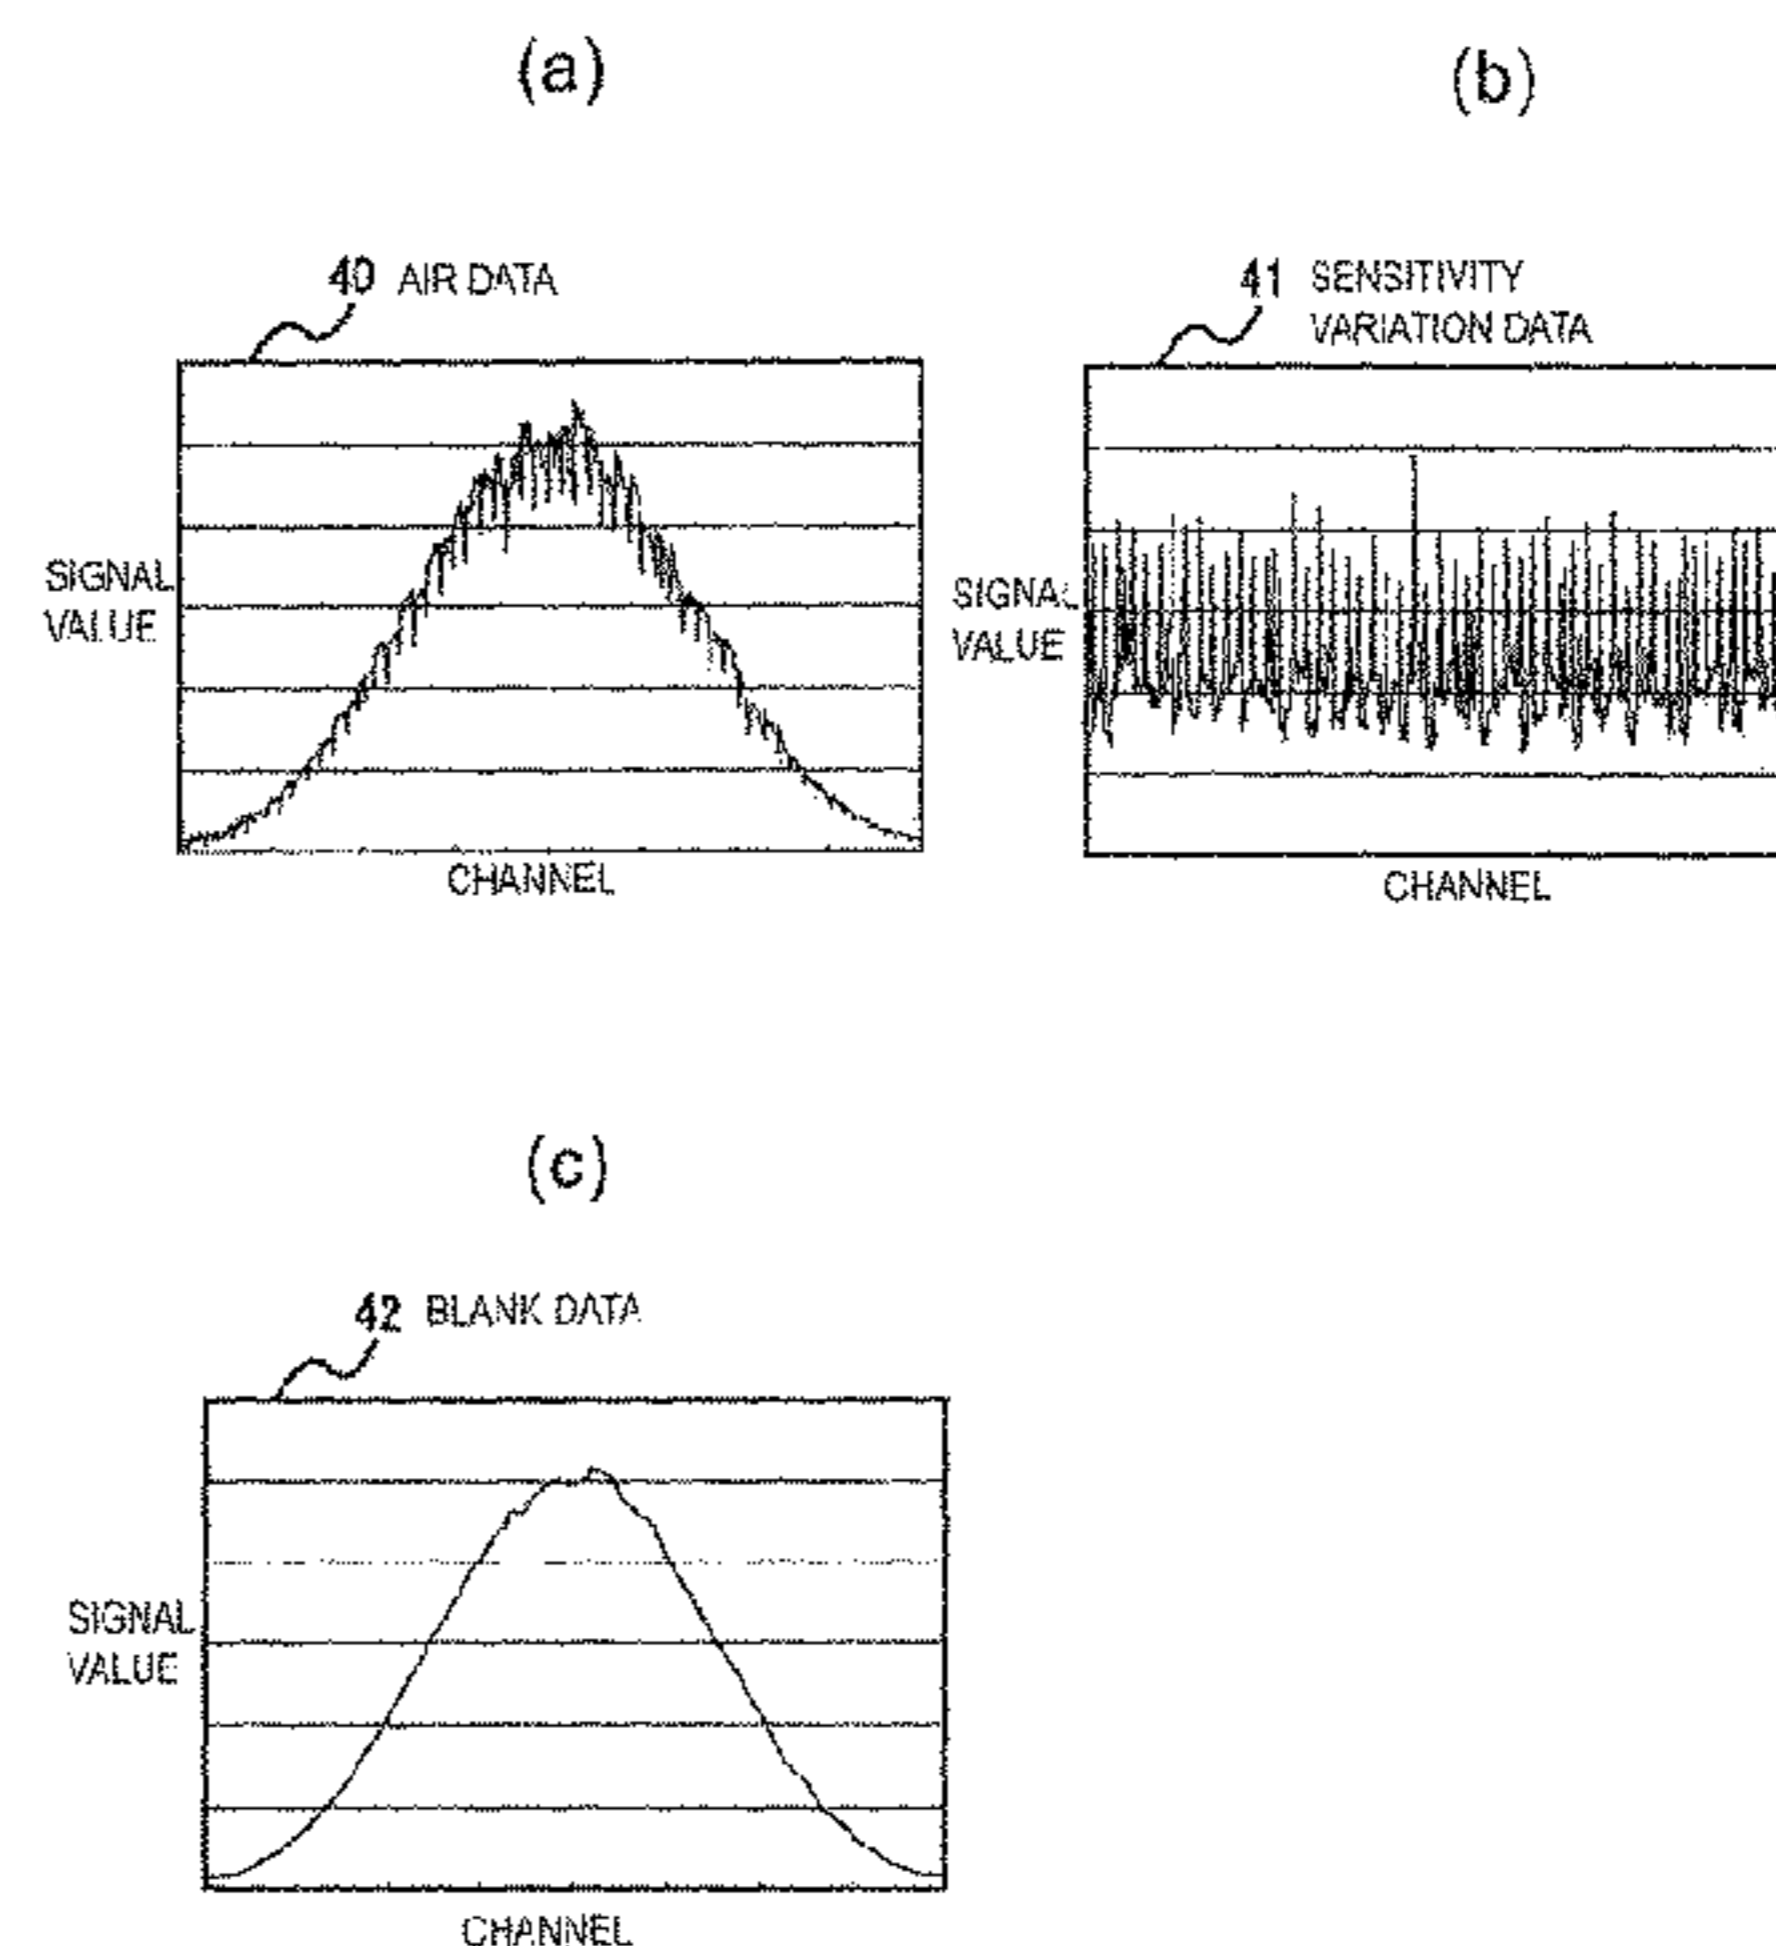 (a)
(b)
40 AIR DATA
41 SENSITIVITY
VARIATION DATA
SIGNAL
VALUE
SIGNAL
VALUE
CHANNEL
CHANNEL
(c)
42 BLANK DATA
SIGNAL
VALUE
CHANNEL